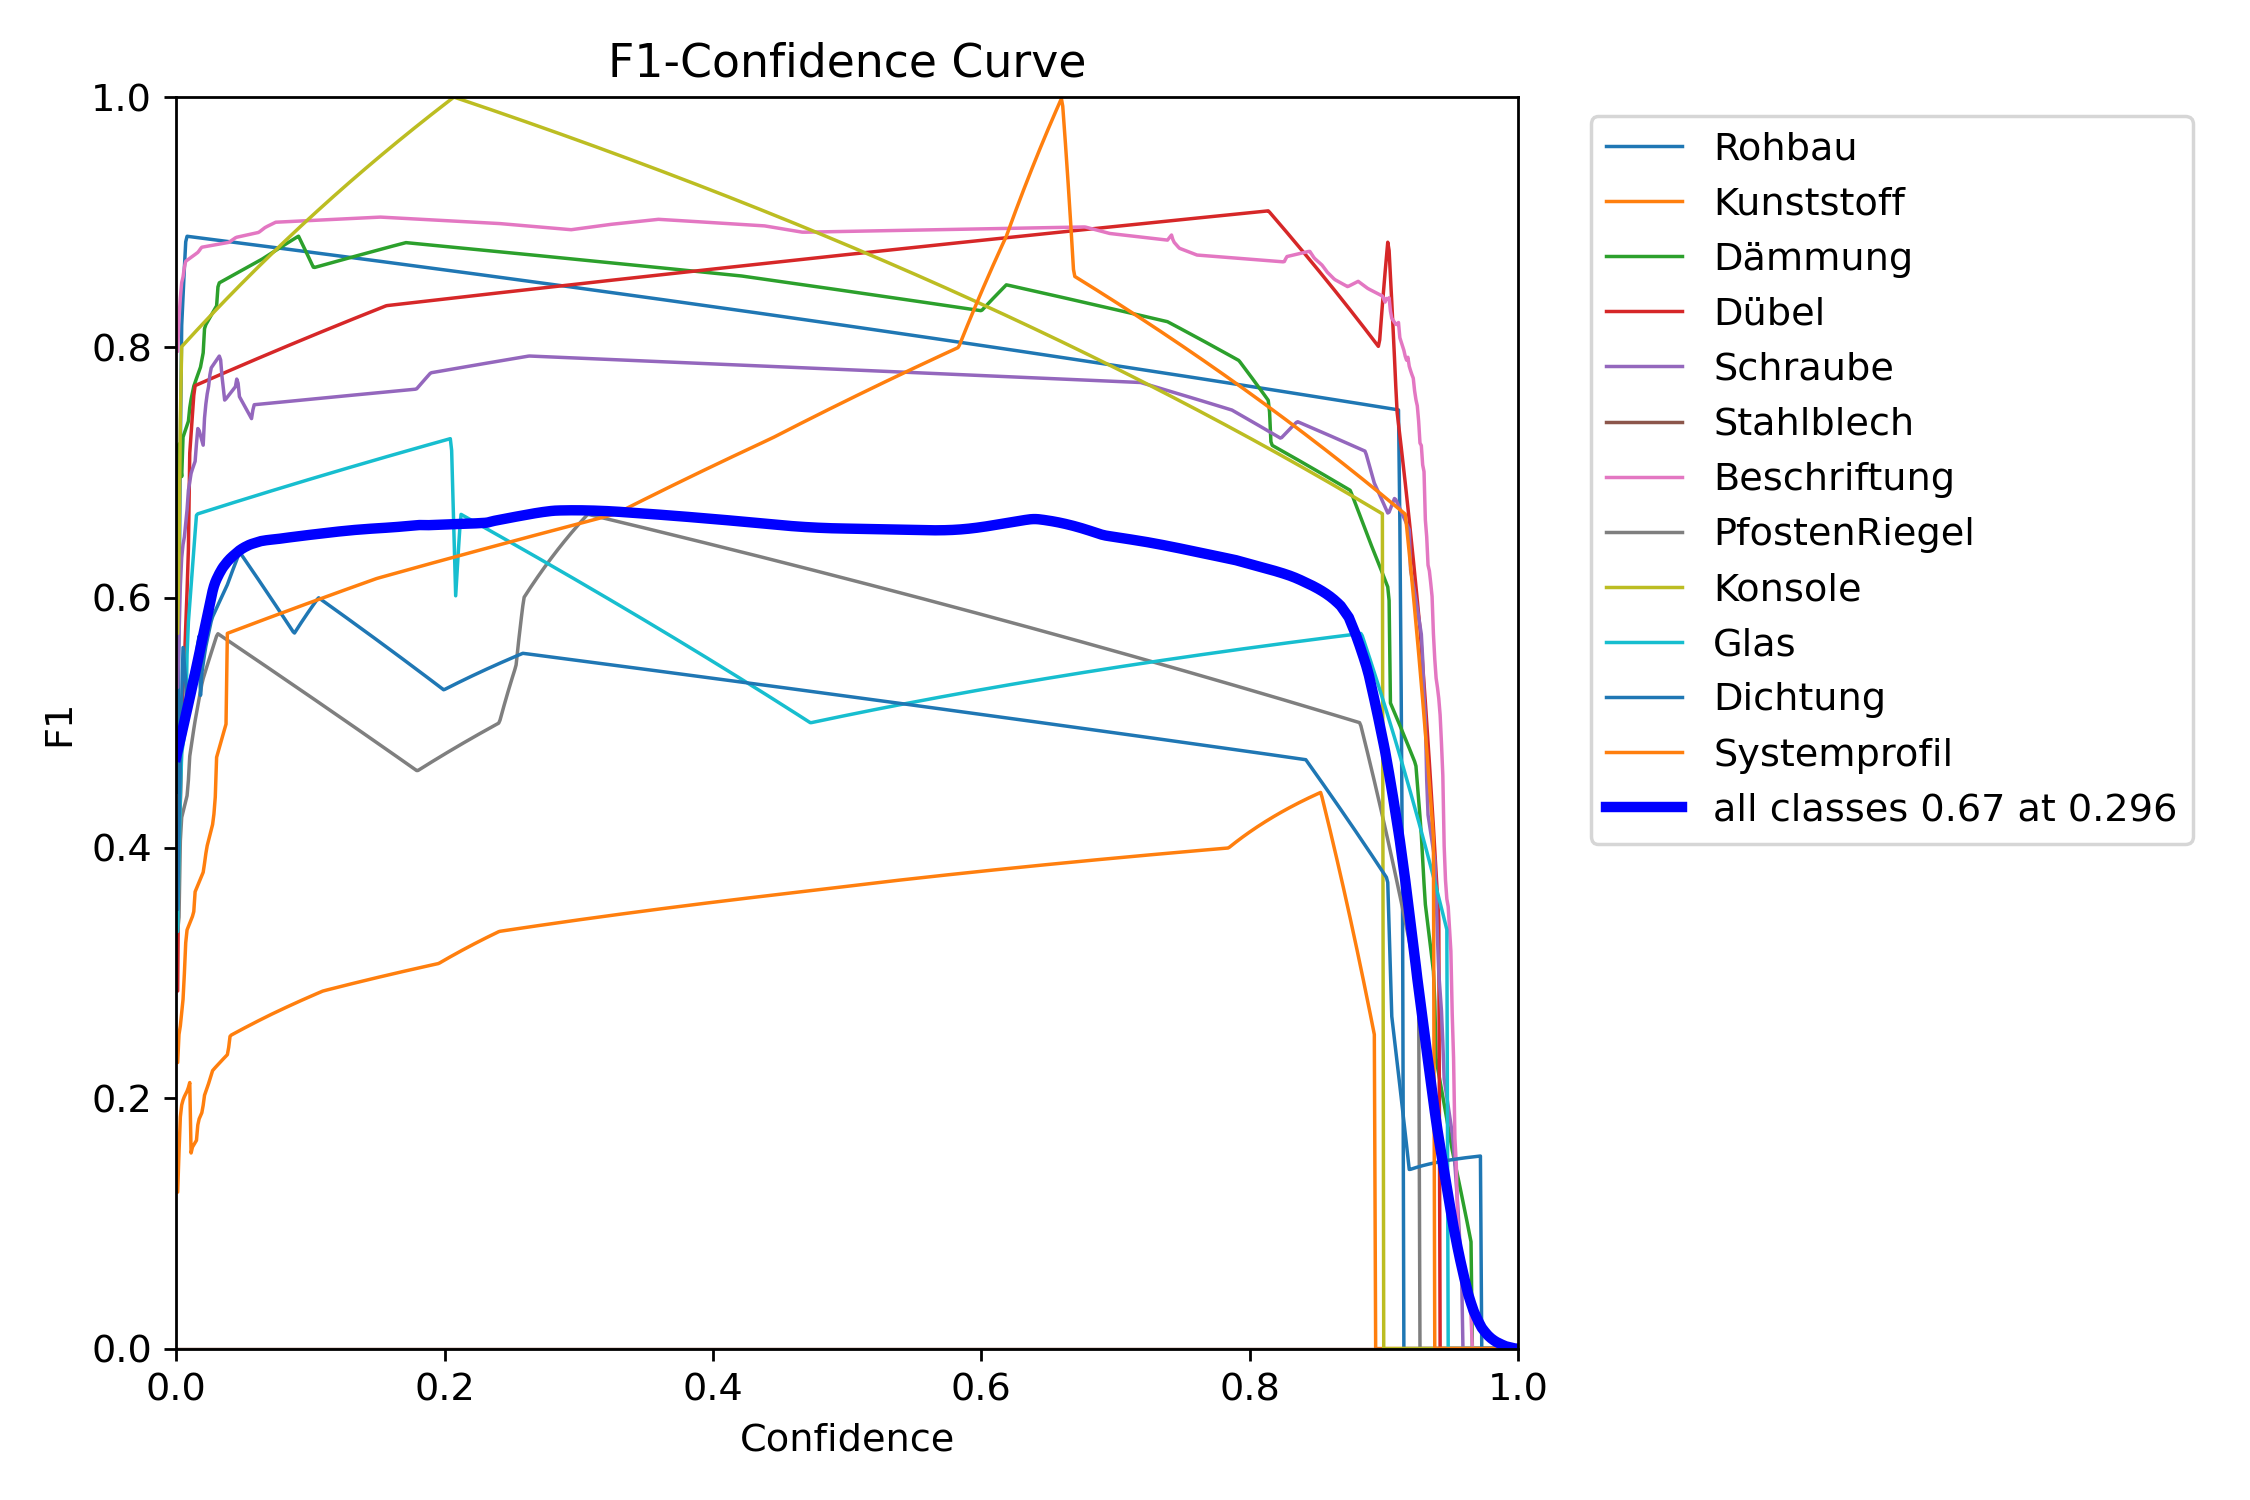 F1-Confidence Curve
1.0
0.8
0.6
0.4
0.2
0.0
F1
0.0 0.2 0.4 0.6 0.8 1.0
Confidence
Rohbau
Kunststoff
Dämmung
Dübel
Schraube
Stahlblech
Beschriftung
PfostenRiegel
Konsole
Glas
Dichtung
Systemprofil
all classes 0.67 at 0.296